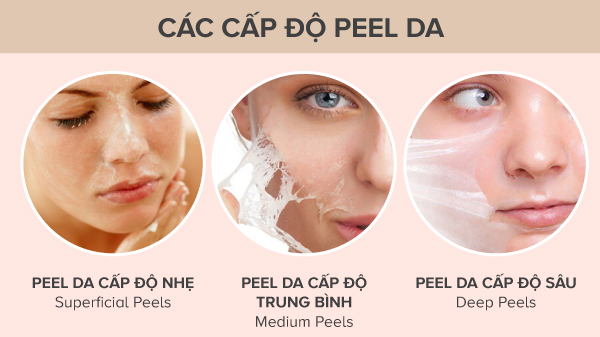 CÁC CẤP ĐỘ PEEL DA
PEEL DA CẤP ĐỘ NHẸ
Superficial Peels
PEEL DA CẤP ĐỘ
TRUNG BÌNH
Medium Peels
PEEL DA CẤP ĐỘ SÂU
Deep Peels